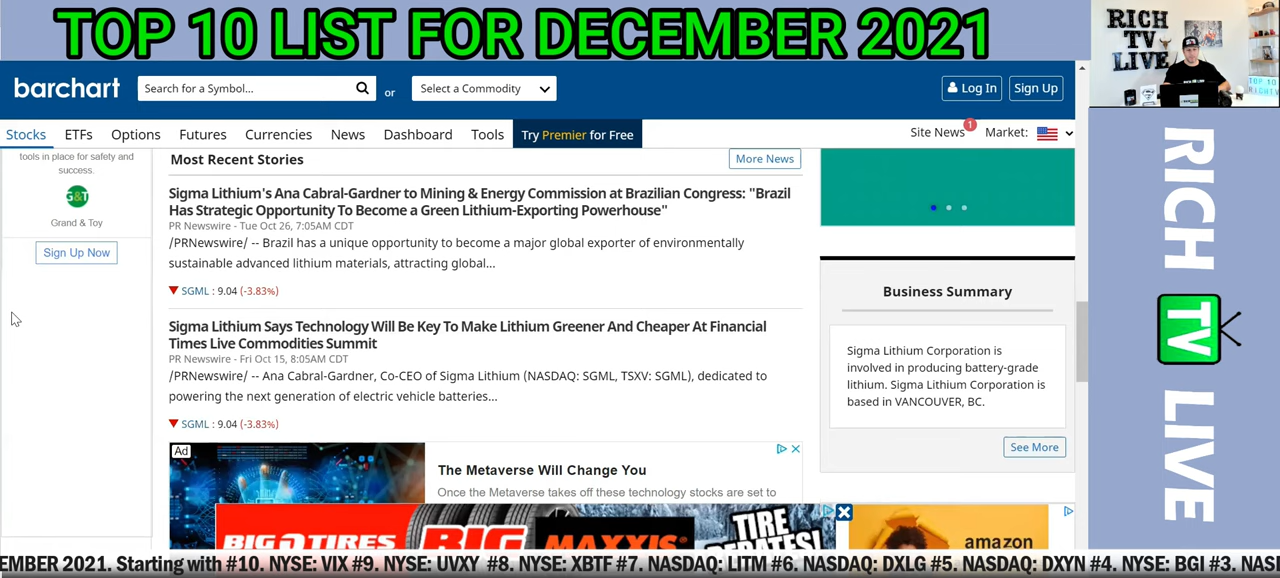 TOP 10 LIST FOR DECEMBER 2021
RICH
TV
LIVE
barchart
Search for a Symbol...
or
Select a Commodity
Log In
Sign Up
Stocks
ETFs
Options
Futures
Currencies
News
Dashboard
Tools
Try Premier for Free
Site News 1
Market:
tools in place for safety and
success.
G&T
Grand & Toy
Sign Up Now
Most Recent Stories
More News
Sigma Lithium's Ana Cabral-Gardner to Mining & Energy Commission at Brazilian Congress: "Brazil
Has Strategic Opportunity To Become a Green Lithium-Exporting Powerhouse"
PR Newswire - Tue Oct 26, 7:05AM CDT
/PRNewswire/ -- Brazil has a unique opportunity to become a major global exporter of environmentally
sustainable advanced lithium materials, attracting global...
SGML : 9.04 (-3.83%)
Sigma Lithium Says Technology Will Be Key To Make Lithium Greener And Cheaper At Financial
Times Live Commodities Summit
PR Newswire - Fri Oct 15, 8:05AM CDT
/PRNewswire/ -- Ana Cabral-Gardner, Co-CEO of Sigma Lithium (NASDAQ: SGML, TSXV: SGML), dedicated to
powering the next generation of electric vehicle batteries...
SGML : 9.04 (-3.83%)
Ad
The Metaverse Will Change You
Once the Metaverse takes off these technology stocks are set to
Business Summary
Sigma Lithium Corporation is
involved in producing battery-grade
lithium. Sigma Lithium Corporation is
based in VANCOUVER, BC.
See More
BIG TIRES
BIG
MAXXIS
TIRE
REBATES!
amazon
RICH
TV
LIVE
EMBER 2021. Starting with #10. NYSE: VIX #9. NYSE: UVXY #8. NYSE: XBTF #7. NASDAQ: LITM #6. NASDAQ: DXLG #5. NASDAQ: DXYN #4. NYSE: BGI #3. NAS